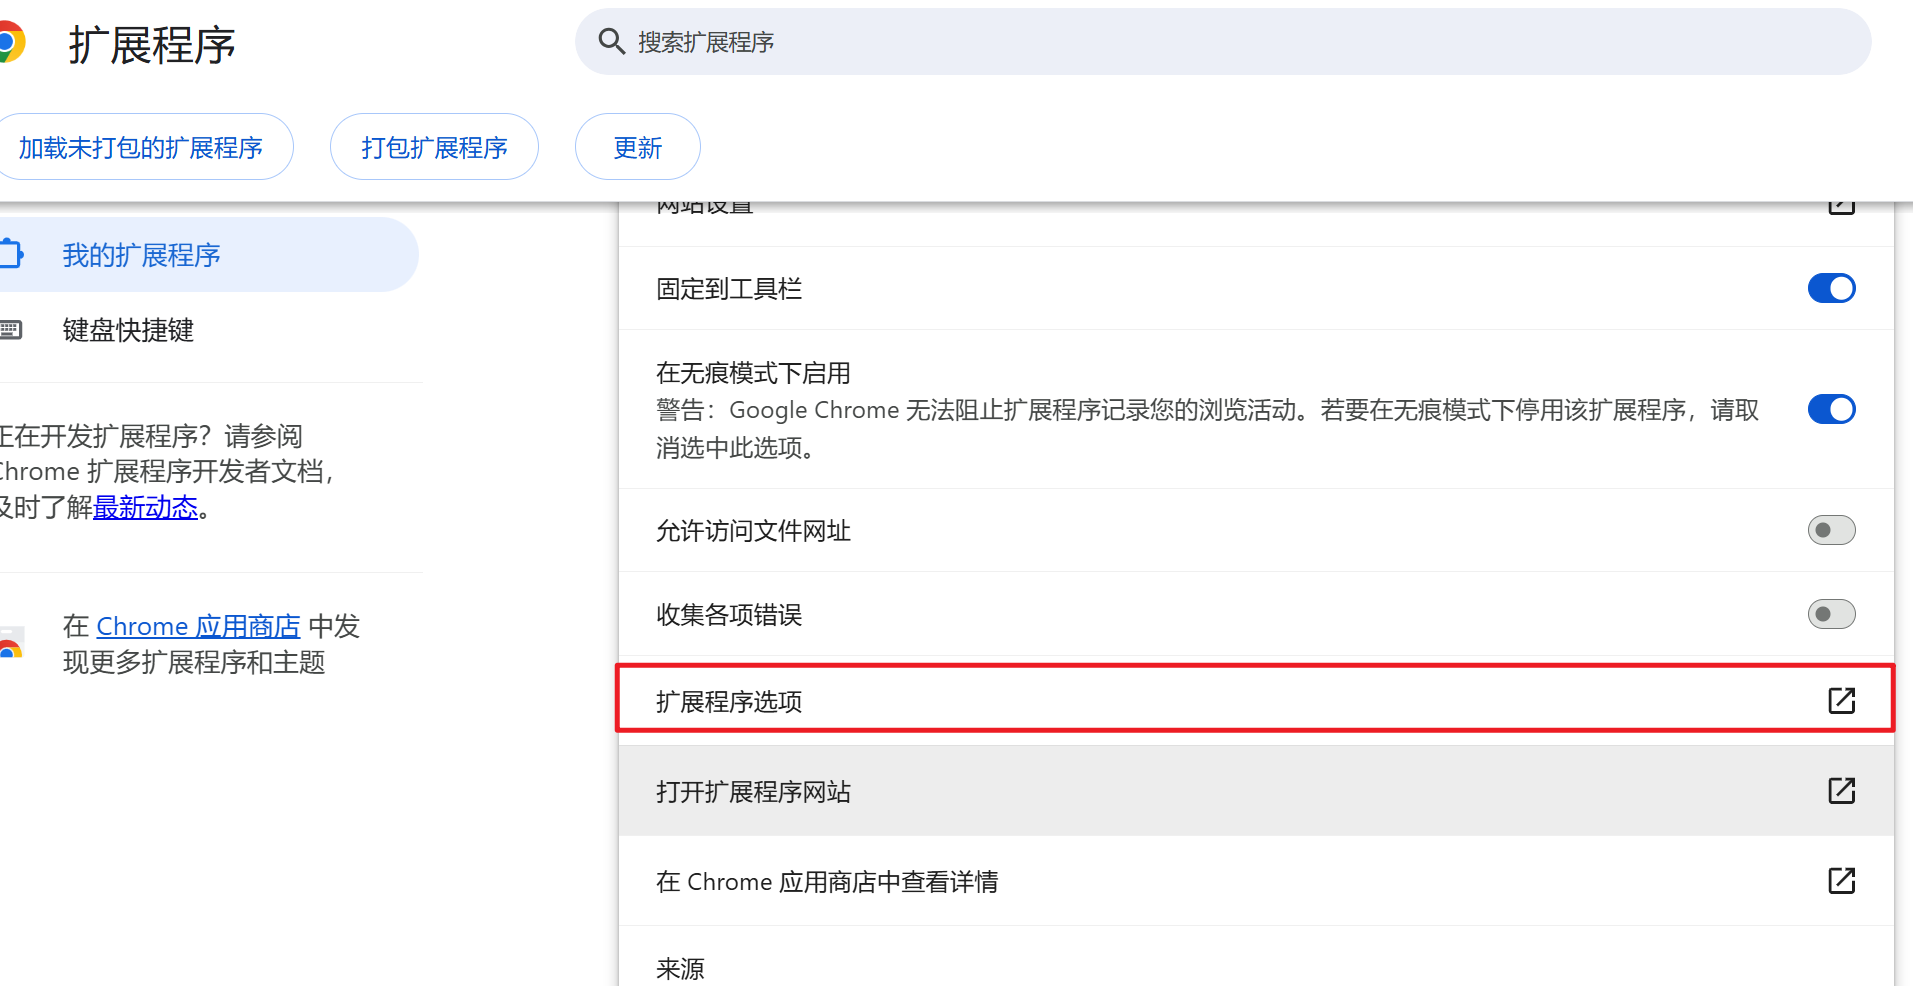 扩展程序
搜索扩展程序
加载未打包的扩展程序
打包扩展程序
更新
我的扩展程序
键盘快捷键
正在开发扩展程序？请参阅
Chrome 扩展程序开发者文档，
及时了解最新动态。
在 Chrome 应用商店 中发
现更多扩展程序和主题
网站设置
固定到工具栏
在无痕模式下启用
警告：Google Chrome 无法阻止扩展程序记录您的浏览活动。若要在无痕模式下停用该扩展程序，请取
消选中此选项。
允许访问文件网址
收集各项错误
扩展程序选项
打开扩展程序网站
在 Chrome 应用商店中查看详情
来源